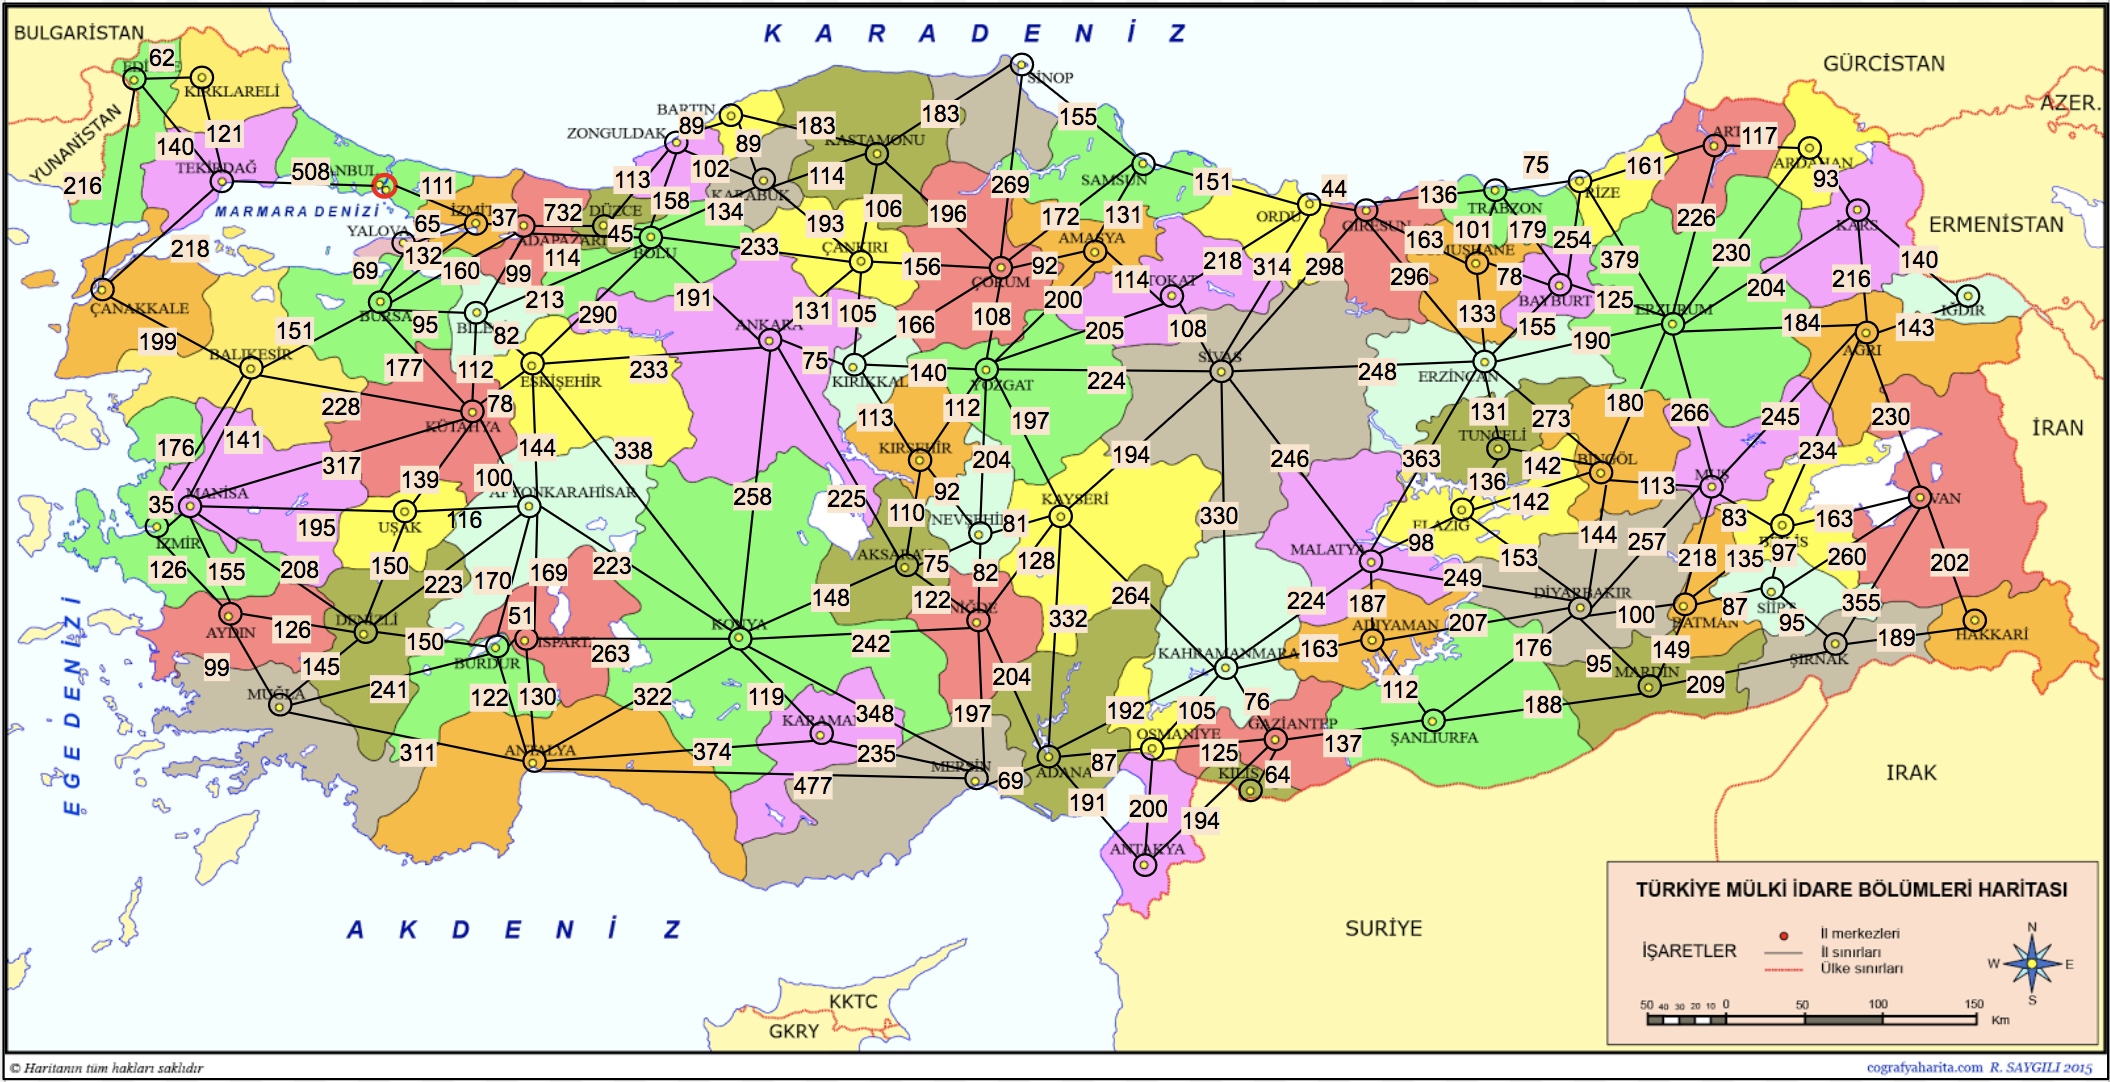 BULGARİSTAN
K A R A D E N İ Z
GÜRCİSTAN
AZER.
YUNANİSTAN
62
KIRKLARELİ
121
140
TEKİRDAĞ
216
508
111
MARMARA DENİZİ
218
İZMİT
65
37
YALOVA
132
69
160
ADAPAZARI
732
DÜZCE
45
BOLU
114
99
213
ZONGULDAK
BARTIN
89
89
102
113
158
134
KARABÜK
183
KASTAMONU
114
193
106
196
183
SİNOP
155
269
SAMSUN
151
172
131
AMASYA
92
114
200
ÇORUM
108
156
ÇANKIRI
233
131
105
191
290
ANKARA
75
KIRIKKALE
166
140
YOZGAT
205
TOKAT
218
108
ORDU
44
314
298
GİRESUN
136
TRABZON
75
RİZE
161
117
ARDAHAN
93
KARS
ERMENİSTAN
163
101
179
254
78
BAYBURT
125
379
226
230
204
216
140
IĞDIR
143
AĞRI
184
ERZURUM
190
155
133
296
ERZİNCAN
248
SİVAS
224
ÇANAKKALE
199
BALIKESİR
151
BURSA
95
82
177
112
78
ESKİŞEHİR
233
KÜTAHYA
228
176
141
317
139
100
144
338
258
225
113
KIRŞEHİR
112
197
204
92
110
NEVŞEHİR
81
KAYSERİ
194
246
330
363
131
273
TUNCELİ
142
136
142
BİNGÖL
180
266
245
234
230
İRAN
MUŞ
113
83
163
VAN
MANİSA
35
İZMİR
195
UŞAK
116
AFYONKARAHİSAR
AKSARAY
75
82
128
122
NİĞDE
264
332
MALATYA
98
ELAZIĞ
153
144
257
218
135
97
260
202
249
224
187
DİYARBAKIR
100
BATMAN
87
SİİRT
95
355
ŞIRNAK
189
HAKKARİ
126
155
208
150
223
170
169
223
148
AYDIN
126
DENİZLİ
150
BURDUR
51
ISPARTA
263
KONYA
242
99
145
241
MUĞLA
122
130
322
119
348
KARAMAN
235
374
311
ANTALYA
477
MERSİN
197
204
69
ADANA
87
192
105
OSMANİYE
KAHRAMANMARAŞ
76
GAZİANTEP
125
163
ADIYAMAN
207
112
137
ŞANLIURFA
176
95
149
MARDİN
209
188
KİLİS
64
191
200
194
ANTAKYA
EGE DENİZİ
A K D E N İ Z
SURİYE
IRAK
KKTC
GKRY
TÜRKİYE MÜLKİ İDARE BÖLÜMLERİ HARİTASI
İŞARETLER
İl merkezleri
İl sınırları
Ülke sınırları
N
W E
S
50 40 30 20 10 0 50 100 150
Km
© Haritanın tüm hakları saklıdır
cografyaharita.com R. SAYGILI 2015